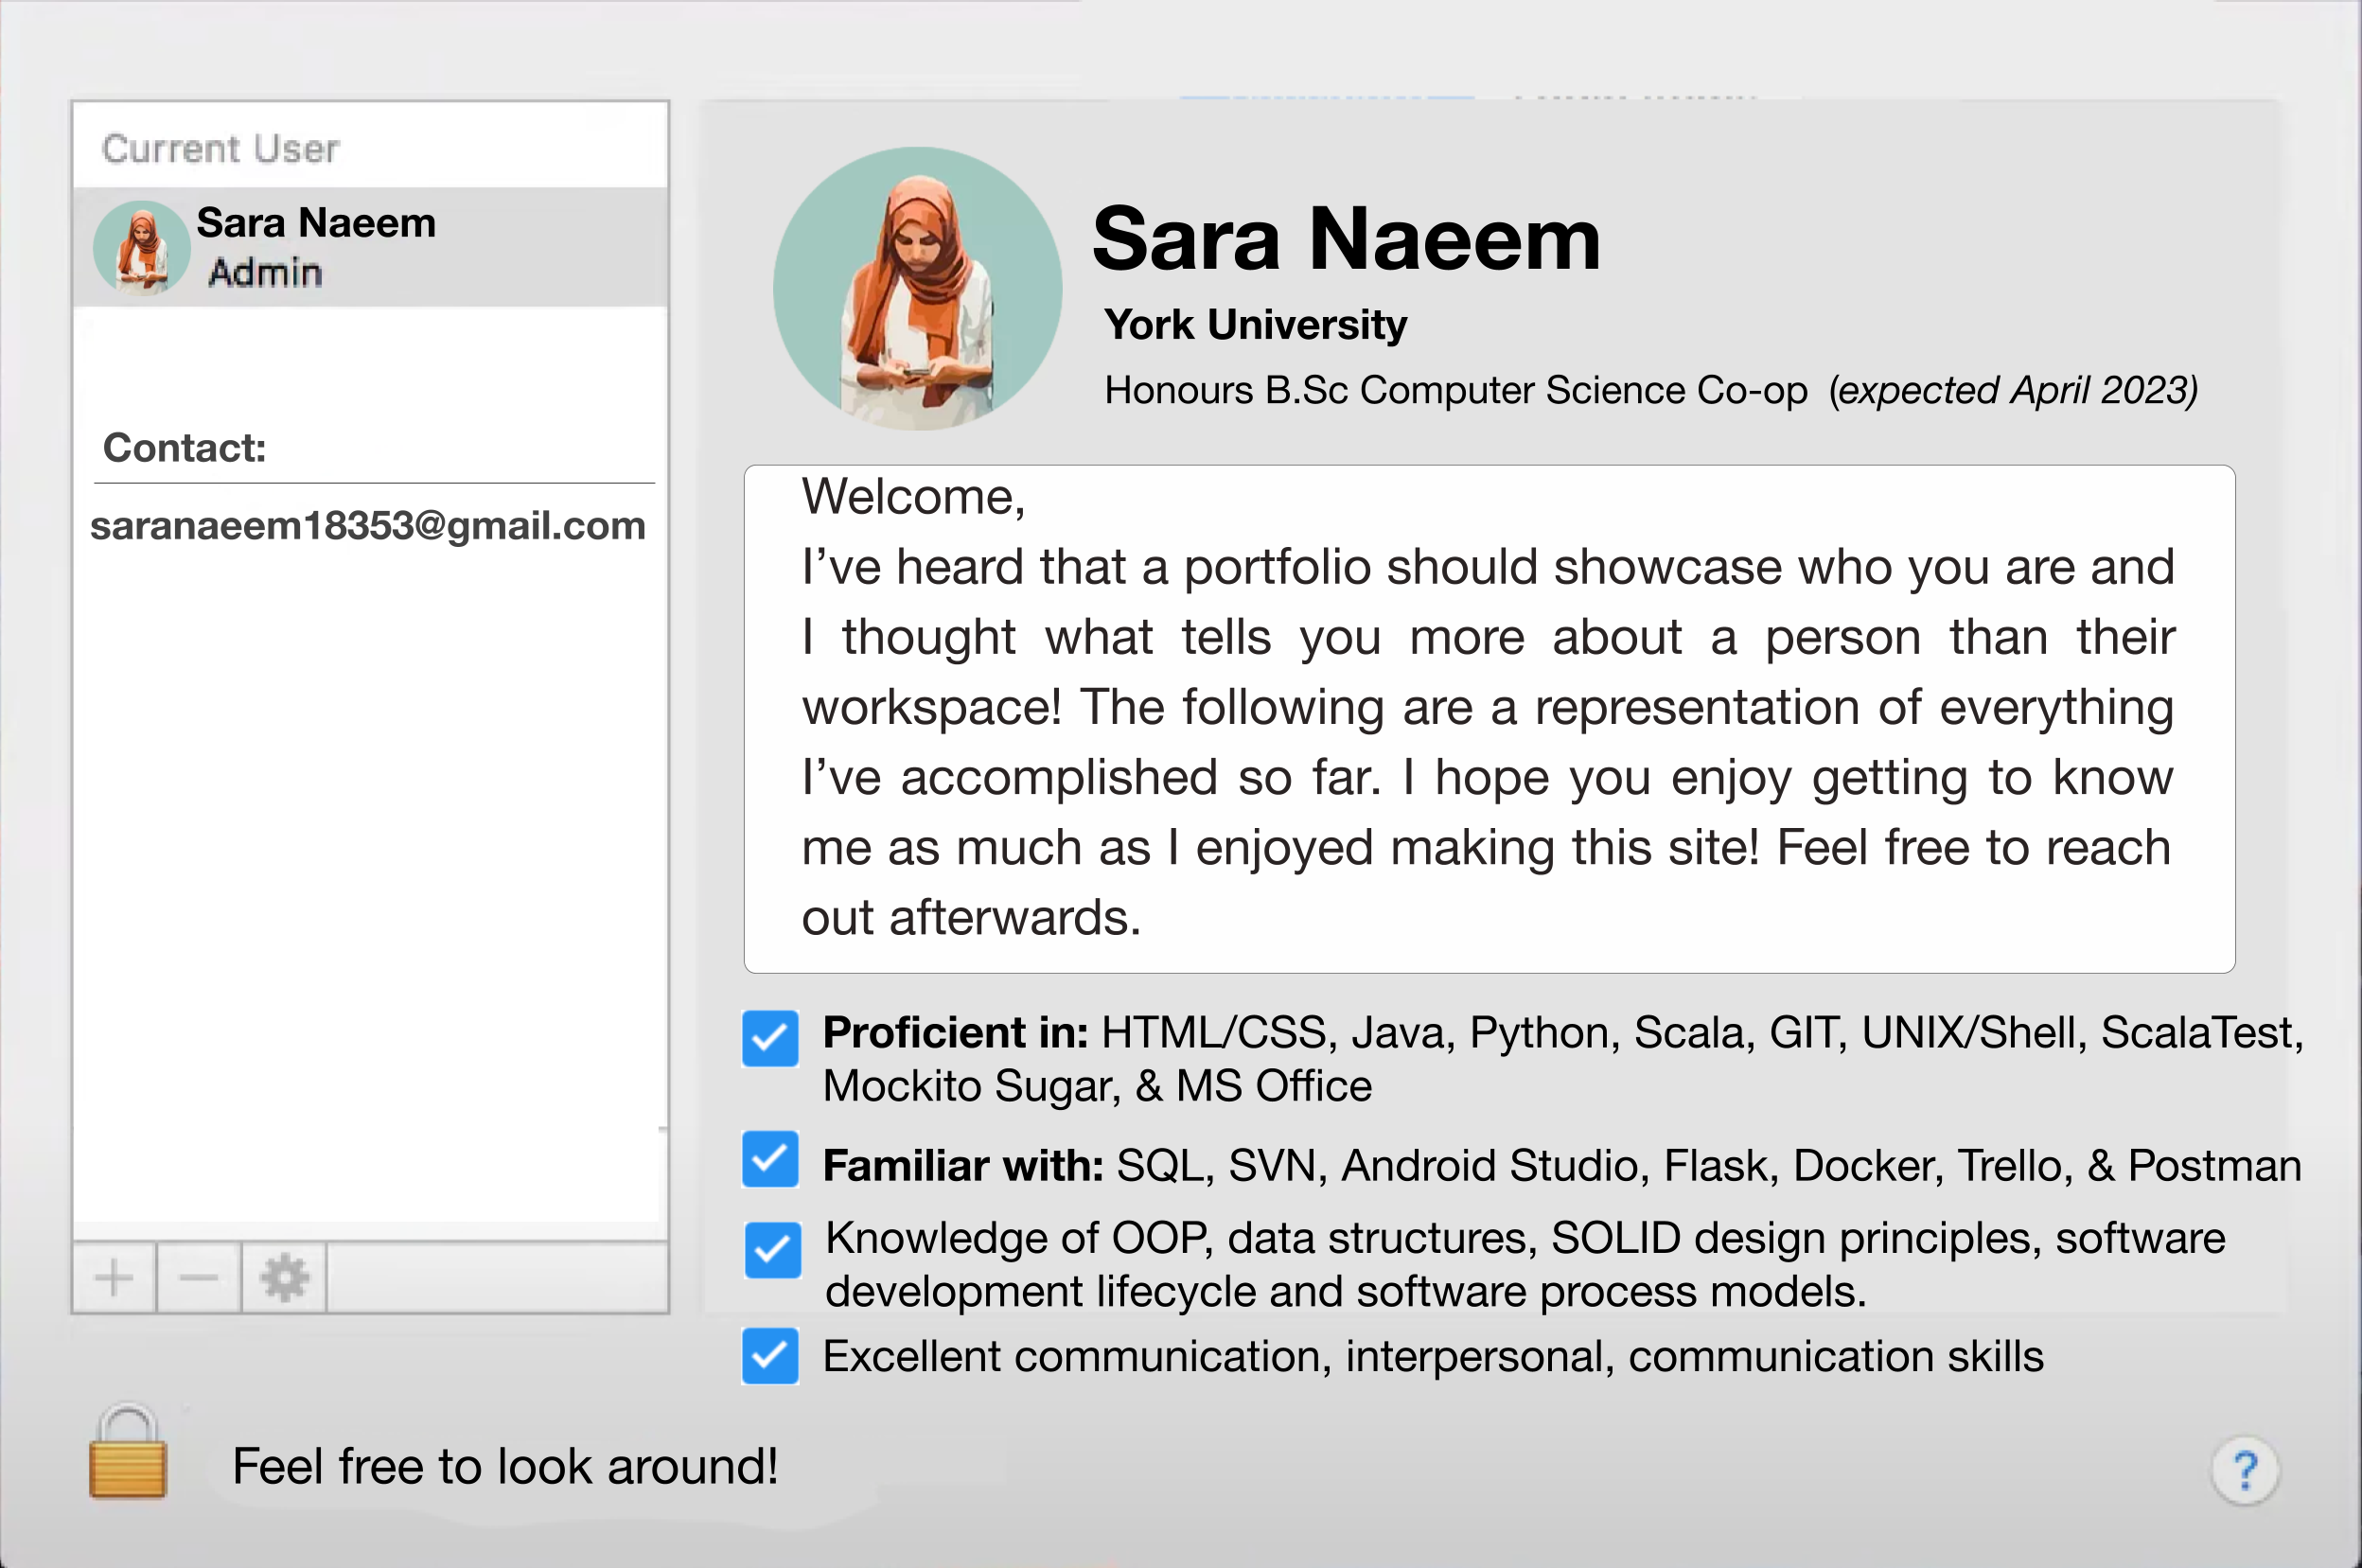 Current User
Sara Naeem
Admin
Contact:
saranaeem18353@gmail.com
Sara Naeem
York University
Honours B.Sc Computer Science Co-op (expected April 2023)
Welcome,
I’ve heard that a portfolio should showcase who you are and
I thought what tells you more about a person than their
workspace! The following are a representation of everything
I’ve accomplished so far. I hope you enjoy getting to know
me as much as I enjoyed making this site! Feel free to reach
out afterwards.
Proficient in: HTML/CSS, Java, Python, Scala, GIT, UNIX/Shell, ScalaTest,
Mockito Sugar, & MS Office
Familiar with: SQL, SVN, Android Studio, Flask, Docker, Trello, & Postman
Knowledge of OOP, data structures, SOLID design principles, software
development lifecycle and software process models.
Excellent communication, interpersonal, communication skills
Feel free to look around!
?